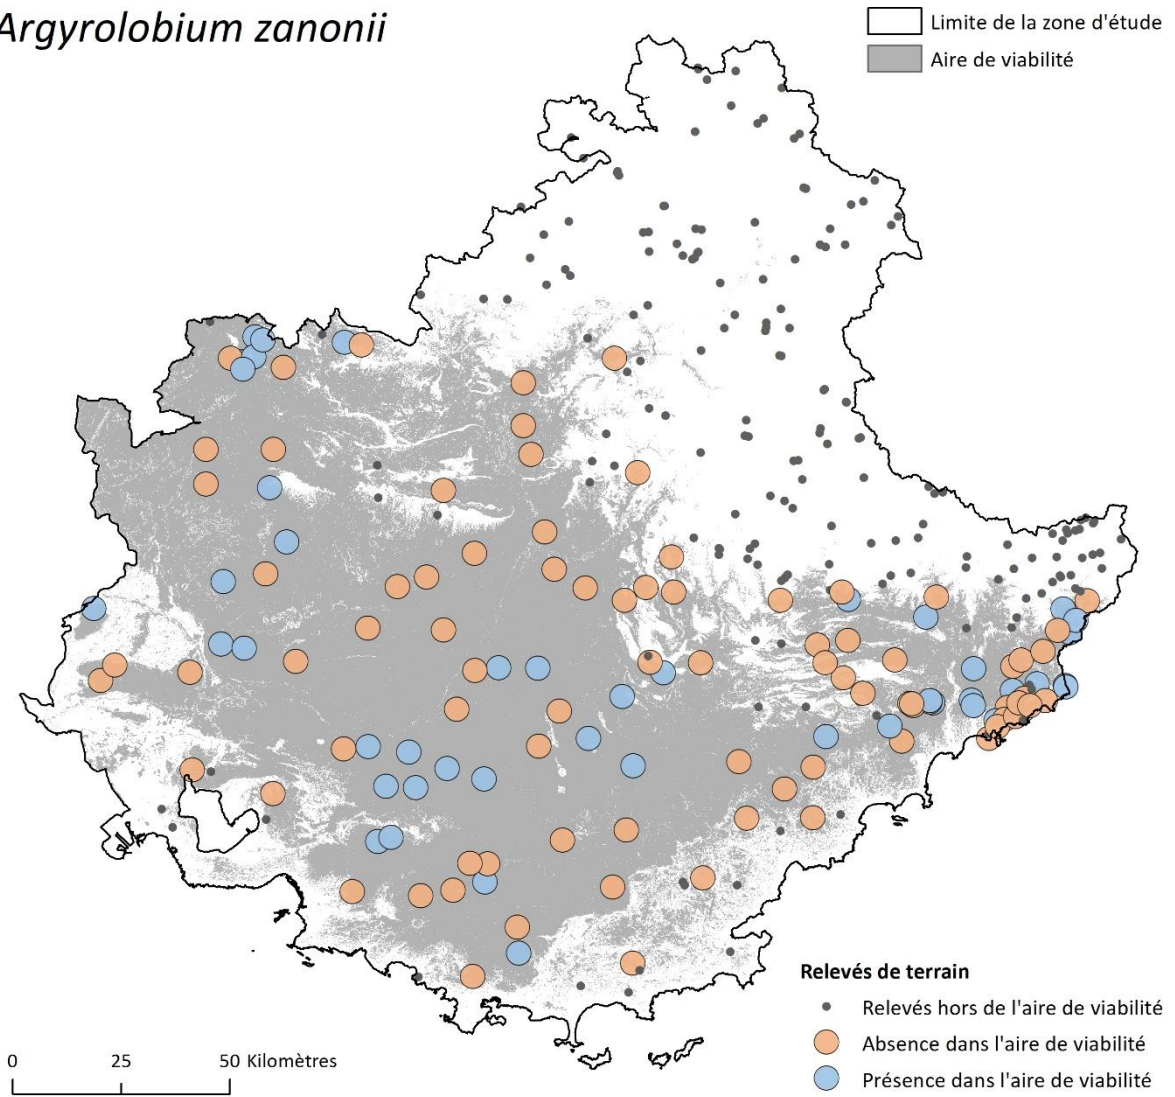 Argyrolobium zanonii
Limite de la zone d'étude
Aire de viabilité
Relevés de terrain
Relevés hors de l'aire de viabilité
Absence dans l'aire de viabilité
Présence dans l'aire de viabilité
0 25 50 Kilomètres